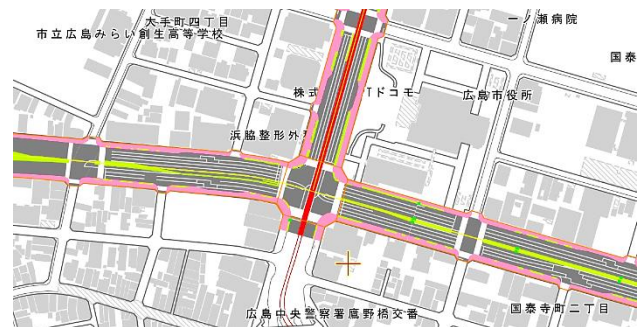 大手町四丁目
一ノ瀬病院
市立広島みらい創生高等学校
国泰
株式 Tドコモ
広島市役所
浜脇整形外
国泰寺町二丁目
広島中央警察署鷹野橋交番